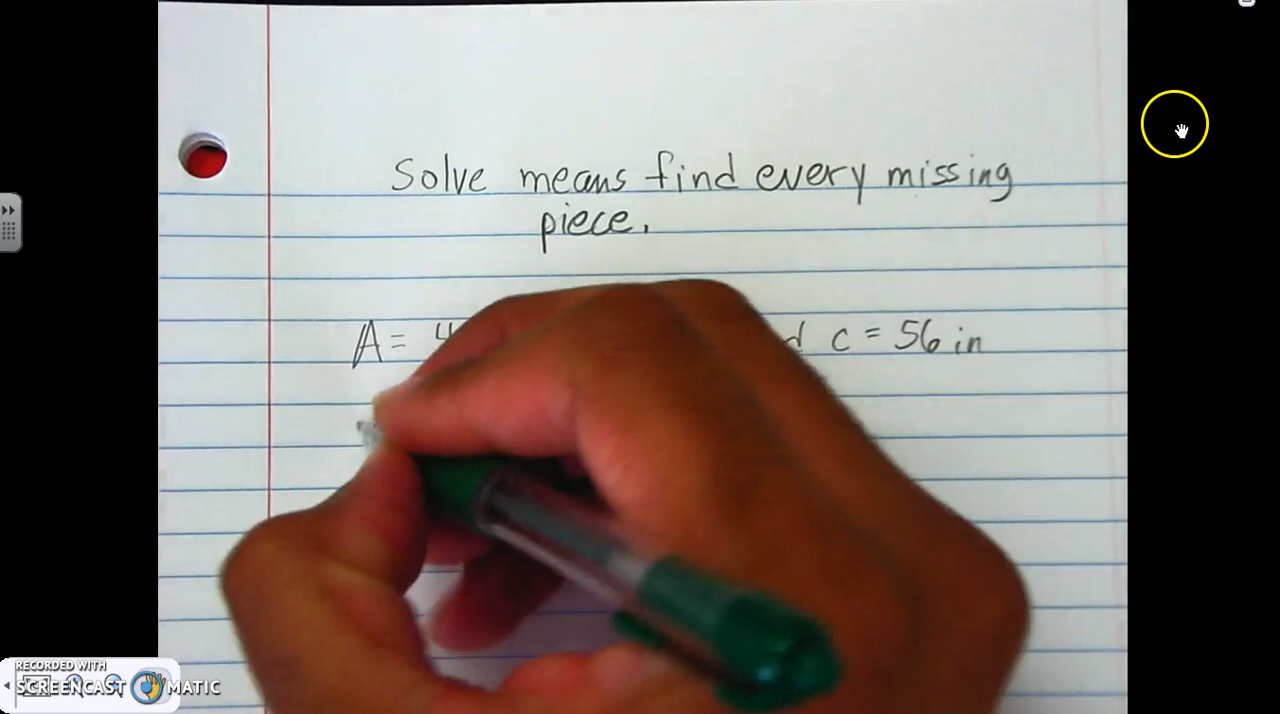 Solve means find every missing
piece.
A = 4
c = 56 in
RECORDED WITH
SCREENCAST MATIC